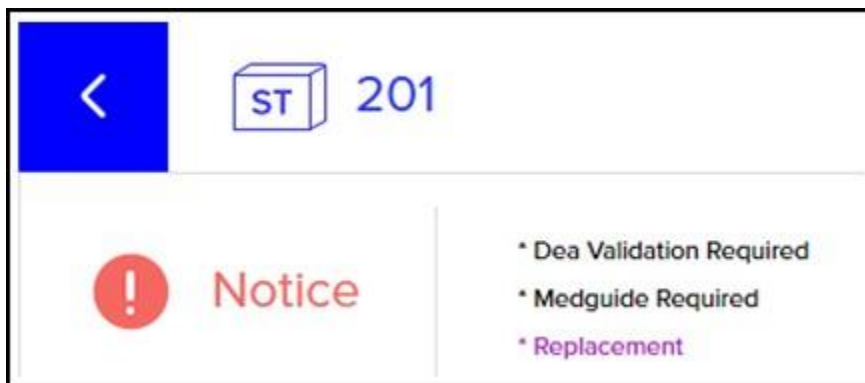 ST 201
Notice
* Dea Validation Required
* Medguide Required
* Replacement